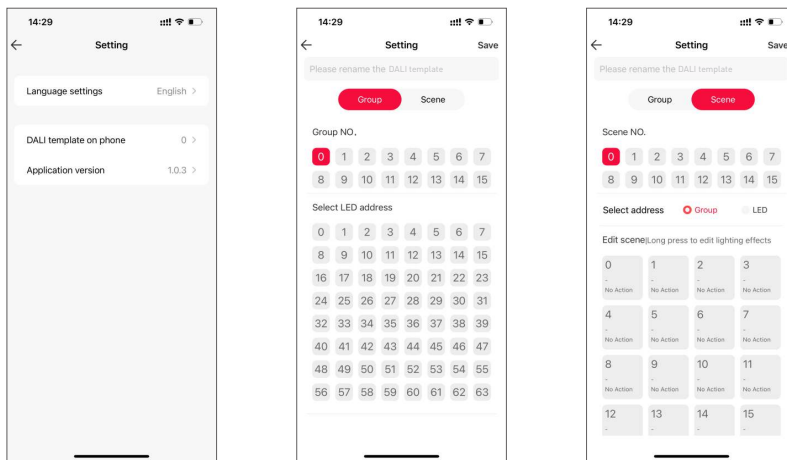 14:29
Setting
Language settings English >
DALI template on phone 0 >
Application version 1.0.3 >
14:29
Setting Save
Please rename the DALI template
Group Scene
Group NO.
0 1 2 3 4 5 6 7
8 9 10 11 12 13 14 15
Select LED address
0 1 2 3 4 5 6 7
8 9 10 11 12 13 14 15
16 17 18 19 20 21 22 23
24 25 26 27 28 29 30 31
32 33 34 35 36 37 38 39
40 41 42 43 44 45 46 47
48 49 50 51 52 53 54 55
56 57 58 59 60 61 62 63
14:29
Setting Save
Please rename the DALI template
Group Scene
Scene NO.
0 1 2 3 4 5 6 7
8 9 10 11 12 13 14 15
Select address Group LED
Edit scene|Long press to edit lighting effects
0 1 2 3
- - - -
No Action No Action No Action No Action
4 5 6 7
- - - -
No Action No Action No Action No Action
8 9 10 11
- - - -
No Action No Action No Action No Action
12 13 14 15
- - - -